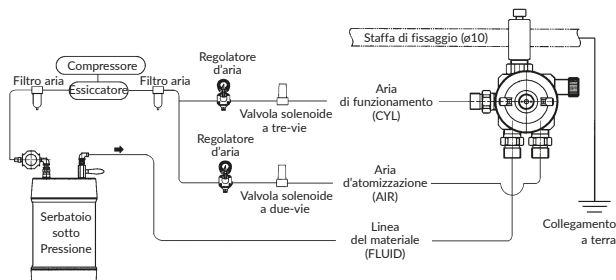 Staffa di fissaggio (ø10)
Compressore
Filtro aria
Essiccatore
Filtro aria
Regolatore
d'aria
Valvola solenoide
a tre-vie
Aria
di funzionamento
(CYL)
Regolatore
d'aria
Valvola solenoide
a due-vie
Aria
d'atomizzazione
(AIR)
Serbatoio
sotto
Pressione
Linea
del materiale
(FLUID)
Collegamento
a terra